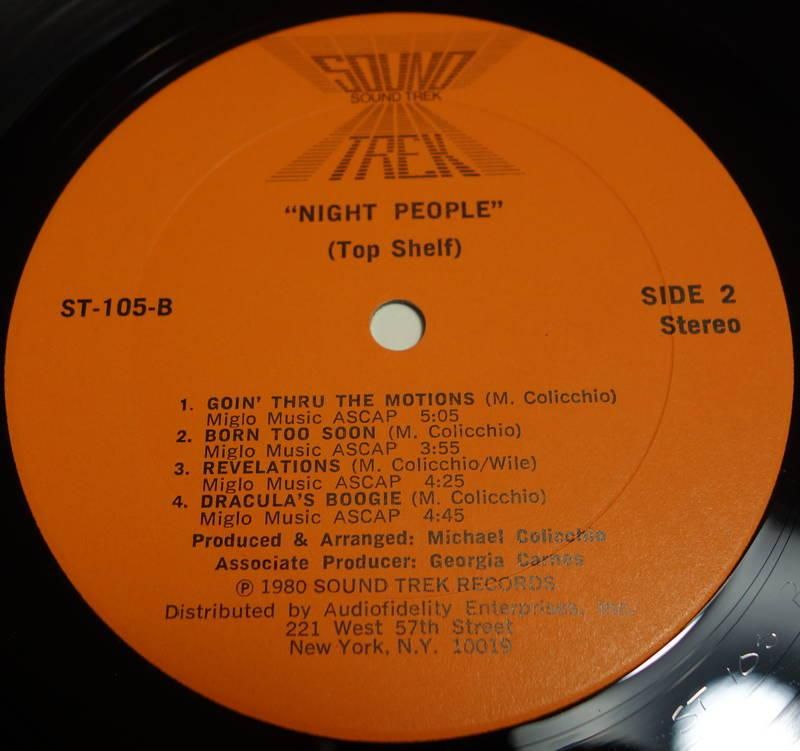 SOUND
SOUND TREK
TREK
"NIGHT PEOPLE"
(Top Shelf)
ST-105-B
SIDE 2
Stereo
1. GOIN' THRU THE MOTIONS (M. Colicchio)
Miglo Music ASCAP 5:05
2. BORN TOO SOON (M. Colicchio)
Miglo Music ASCAP 3:55
3. REVELATIONS (M. Colicchio/Wile)
Miglo Music ASCAP 4:25
4. DRACULA'S BOOGIE (M. Colicchio)
Miglo Music ASCAP 4:45
Produced & Arranged: Michael Colicchio
Associate Producer: Georgia Carnes
℗ 1980 SOUND TREK RECORDS
Distributed by Audiofidelity Enterprises, Inc.
221 West 57th Street
New York, N.Y. 10019
ST